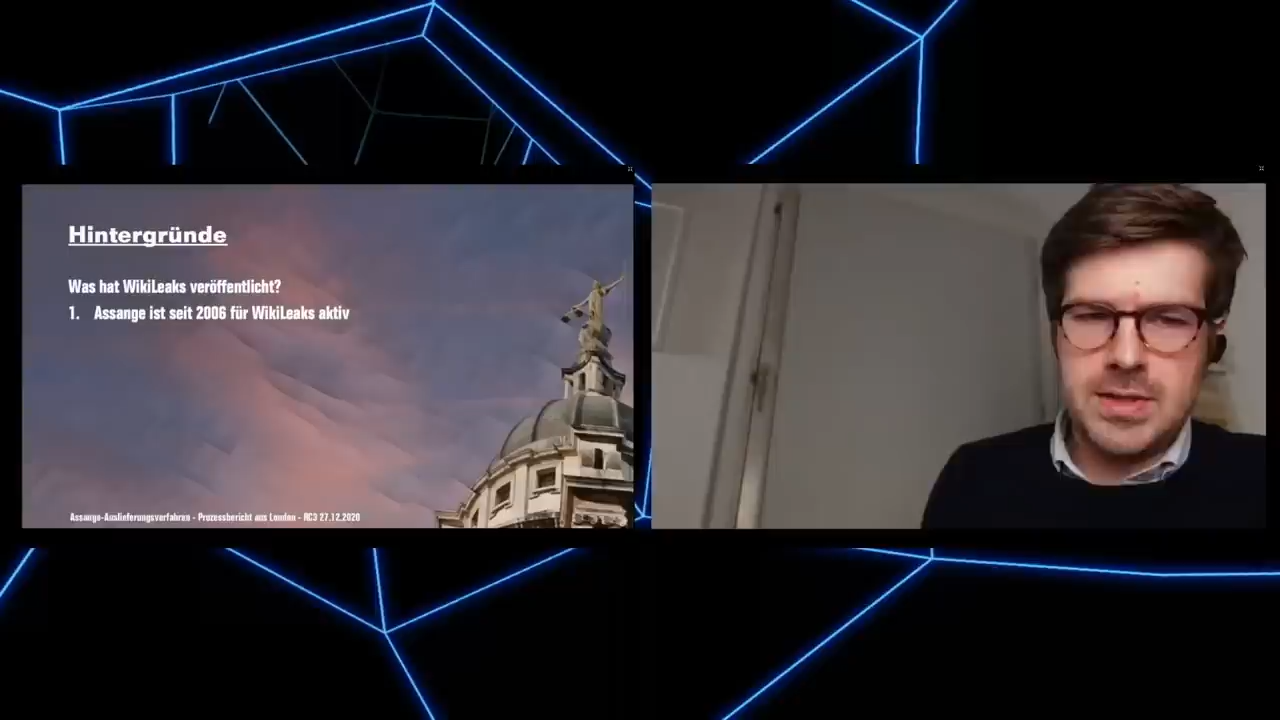 Hintergründe
Was hat WikiLeaks veröffentlicht?
1. Assange ist seit 2006 für WikiLeaks aktiv
Assange-Auslieferungsverfahren - Prozessbericht aus London - RC3 27.12.2020